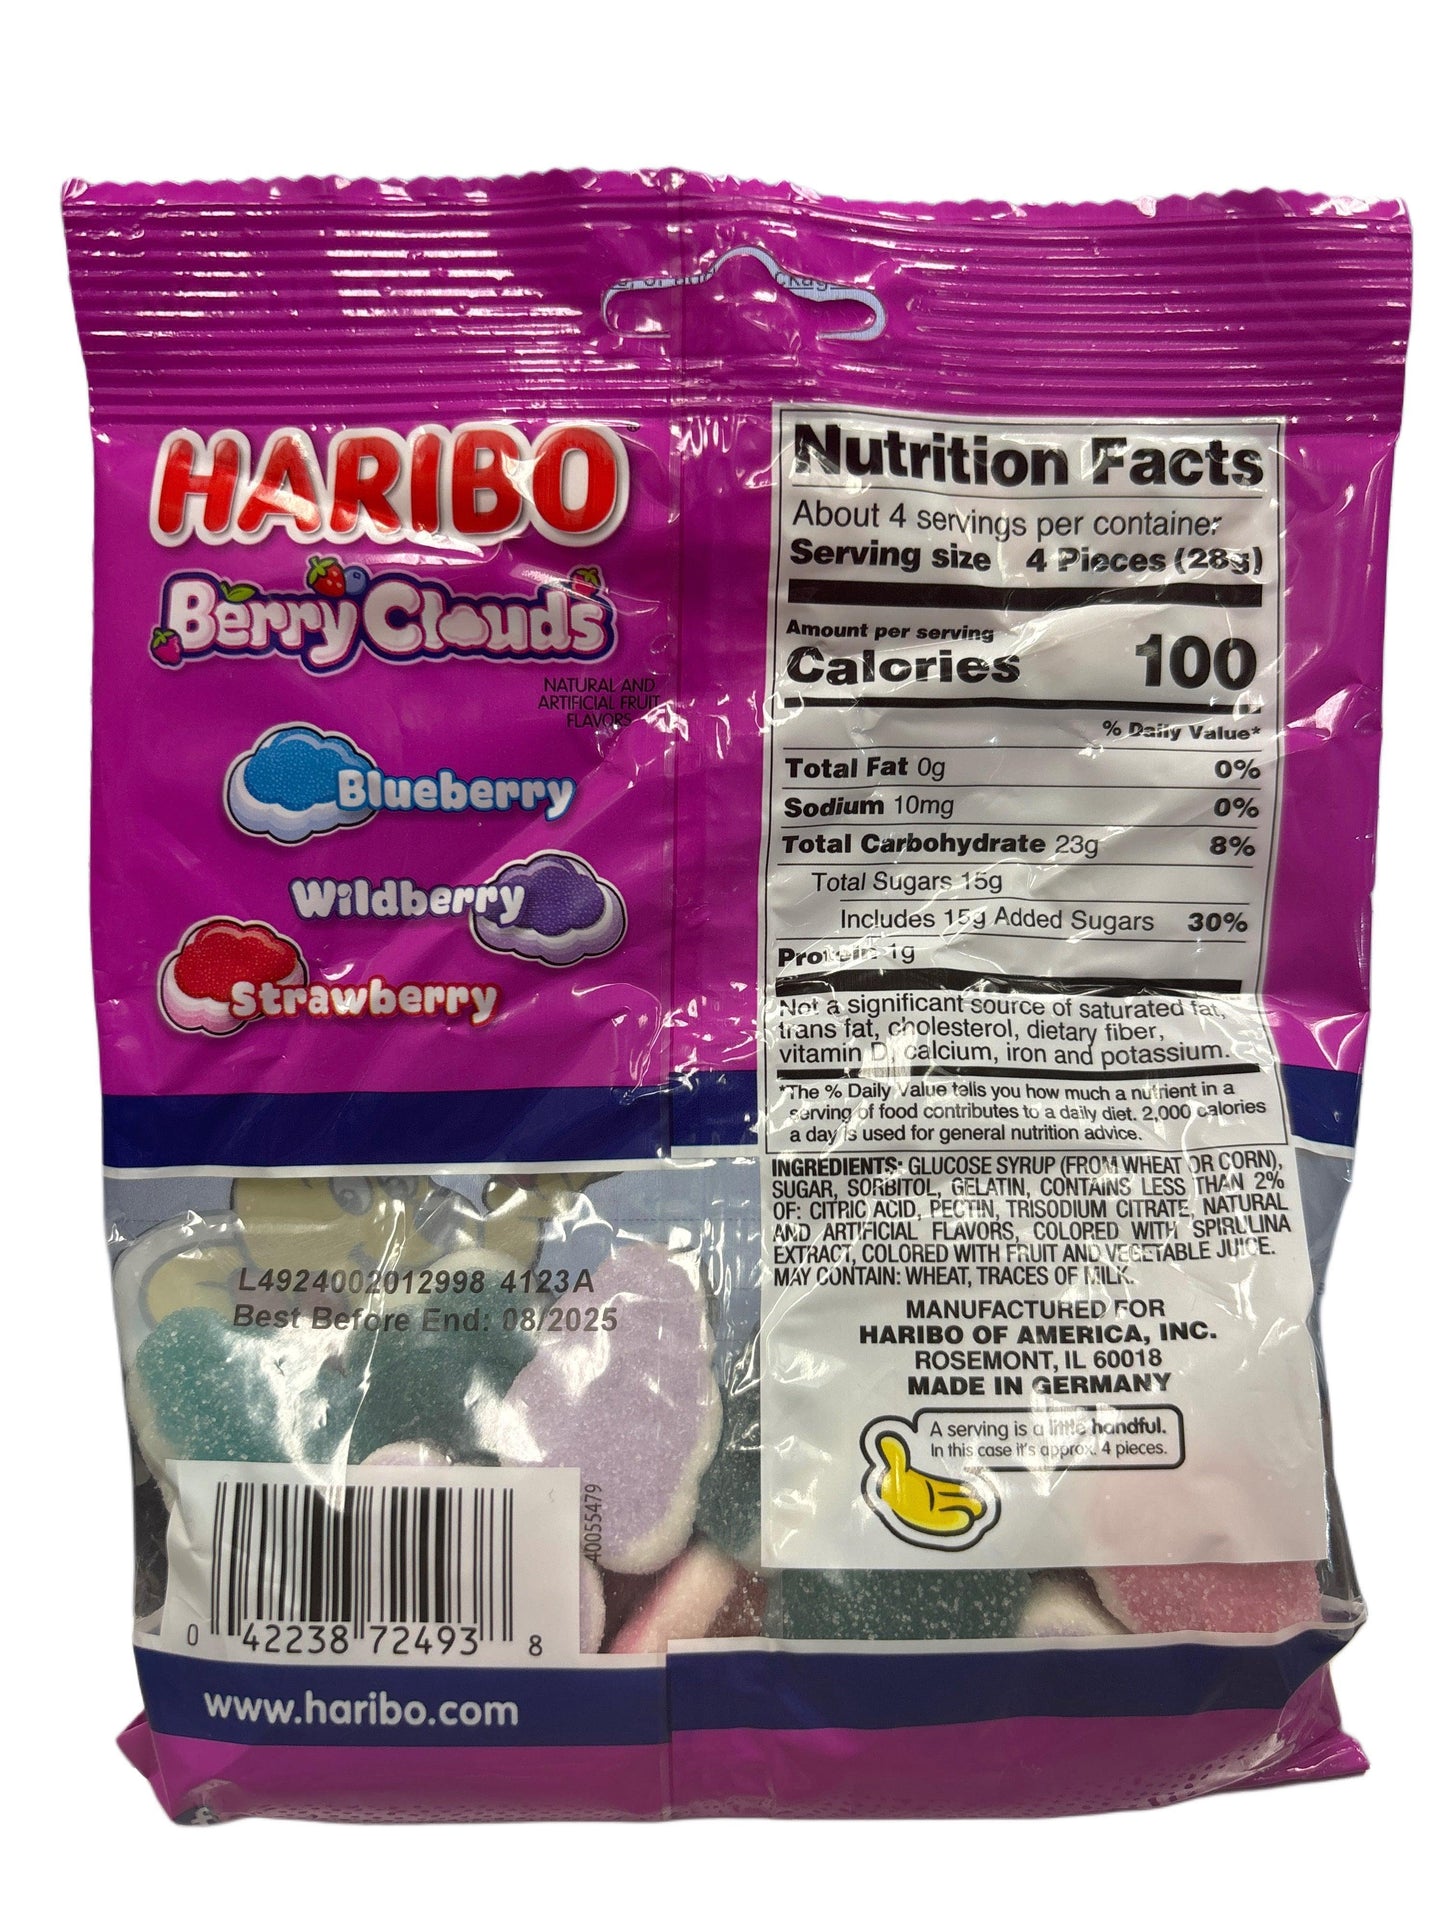 HARIBO
Berry Clouds
NATURAL AND
ARTIFICIAL FRUIT
FLAVORS
Blueberry
Wildberry
Strawberry
L4924002012998 4123A
Best Before End: 08/2025
40055479
0 42238 72493 8
www.haribo.com
Nutrition Facts
About 4 servings per container
Serving size 4 Pieces (28g)
Amount per serving
Calories 100
% Daily Value*
Total Fat 0g 0%
Sodium 10mg 0%
Total Carbohydrate 23g 8%
Total Sugars 15g
Includes 15g Added Sugars 30%
Protein 1g
Not a significant source of saturated fat,
trans fat, cholesterol, dietary fiber,
vitamin D, calcium, iron and potassium.
*The % Daily Value tells you how much a nutrient in a
serving of food contributes to a daily diet. 2,000 calories
a day is used for general nutrition advice.
INGREDIENTS: GLUCOSE SYRUP (FROM WHEAT OR CORN),
SUGAR, SORBITOL, GELATIN, CONTAINS LESS THAN 2%
OF: CITRIC ACID, PECTIN, TRISODIUM CITRATE, NATURAL
AND ARTIFICIAL FLAVORS, COLORED WITH SPIRULINA
EXTRACT, COLORED WITH FRUIT AND VEGETABLE JUICE.
MAY CONTAIN: WHEAT, TRACES OF MILK.
MANUFACTURED FOR
HARIBO OF AMERICA, INC.
ROSEMONT, IL 60018
MADE IN GERMANY
A serving is a little handful.
In this case it's approx. 4 pieces.